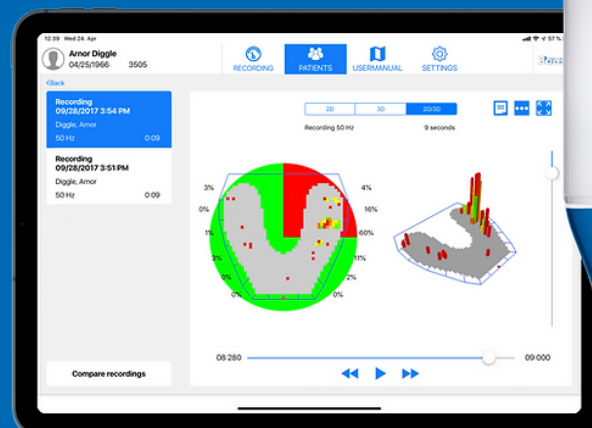 12:39 Wed 24. Apr
57 %
Arnor Diggle
04/25/1966 3505
RECORDING
PATIENTS
USERMANUAL
SETTINGS
<Back
Recording
09/28/2017 3:54 PM
Diggle, Arnor
50 Hz 0:09
Recording
09/28/2017 3:51 PM
Diggle, Arnor
50 Hz 0:09
Compare recordings
2D 3D 2D/3D
Recording 50 Hz 9 seconds
3% 4%
0% 16%
1% 60%
3% 11%
0% 2%
0% 0%
08:280 09:000